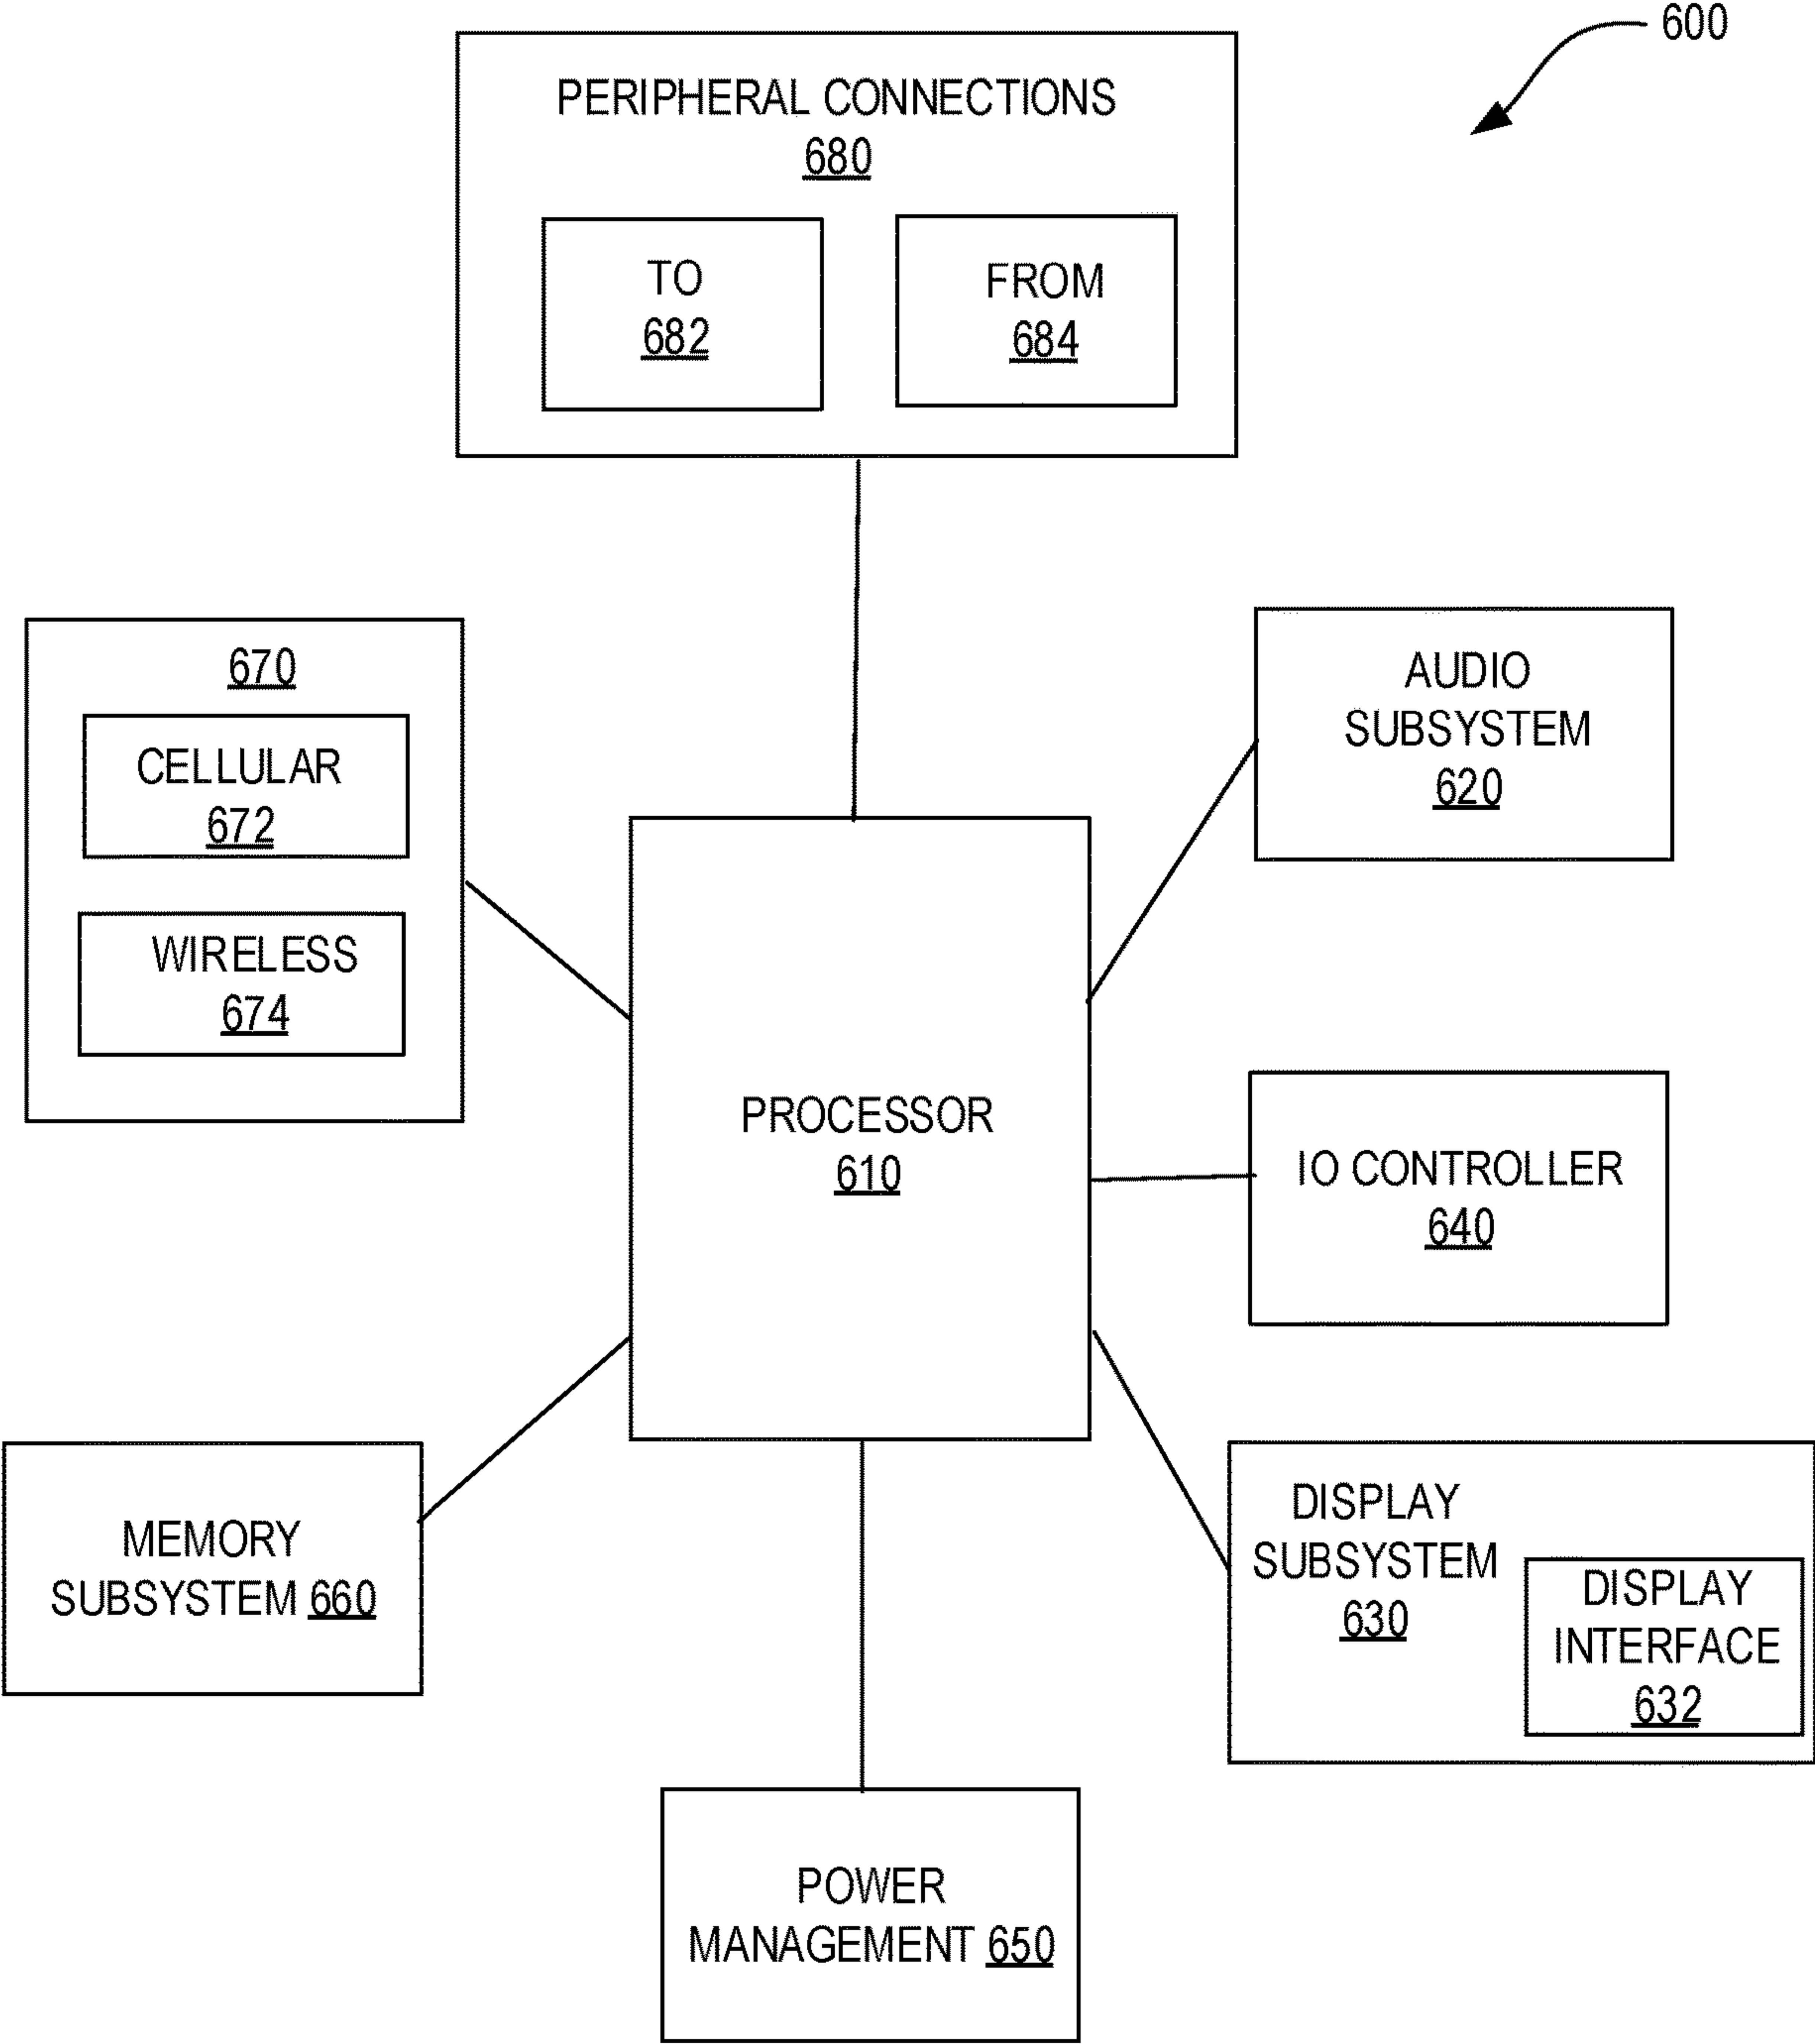 600
PERIPHERAL CONNECTIONS
680
TO
682
FROM
684
670
CELLULAR
672
WIRELESS
674
AUDIO
SUBSYSTEM
620
PROCESSOR
610
IO CONTROLLER
640
MEMORY
SUBSYSTEM 660
DISPLAY
SUBSYSTEM
630
DISPLAY
INTERFACE
632
POWER
MANAGEMENT 650